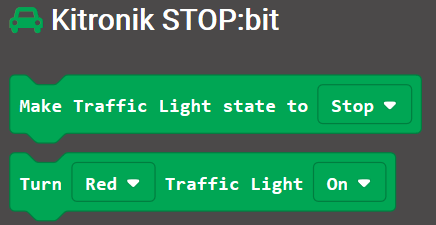 Kitronik STOP:bit
Make Traffic Light state to Stop
Turn Red Traffic Light On